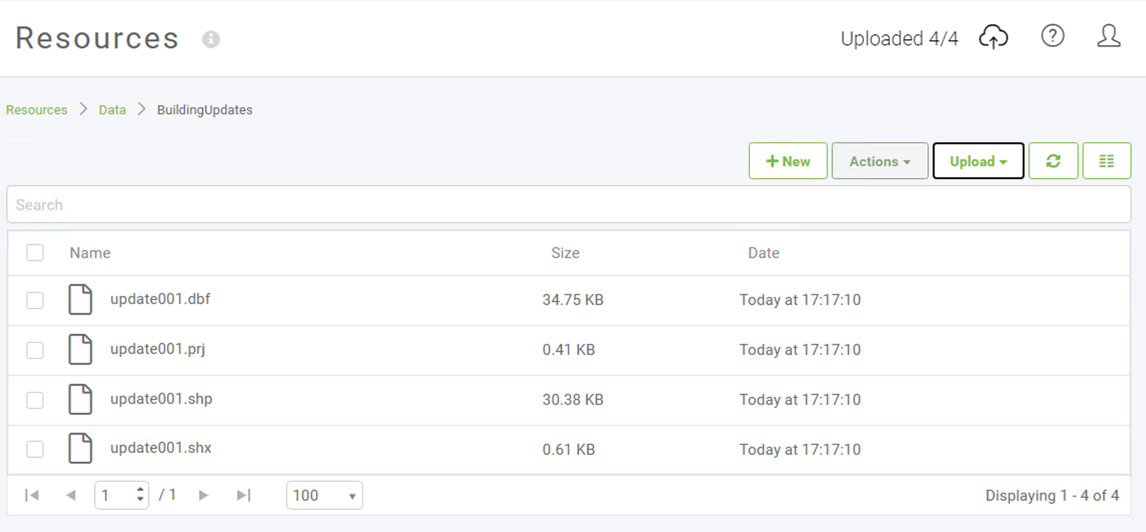 Resources
Uploaded 4/4
Resources > Data > BuildingUpdates
+ New Actions Upload
Search
Name Size Date
update001.dbf 34.75 KB Today at 17:17:10
update001.prj 0.41 KB Today at 17:17:10
update001.shp 30.38 KB Today at 17:17:10
update001.shx 0.61 KB Today at 17:17:10
1 / 1 100 Displaying 1 - 4 of 4